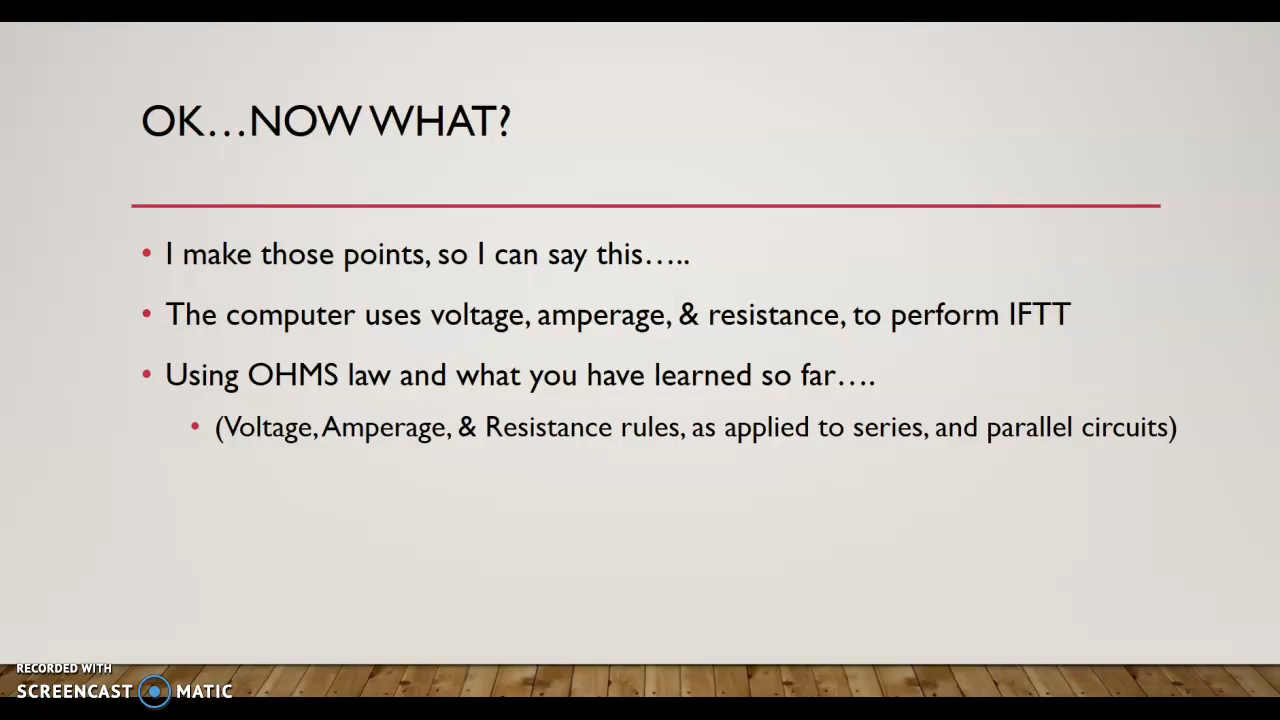 OK...NOW WHAT?
I make those points, so I can say this.....
The computer uses voltage, amperage, & resistance, to perform IFTT
Using OHMS law and what you have learned so far....
(Voltage, Amperage, & Resistance rules, as applied to series, and parallel circuits)
RECORDED WITH
SCREENCAST MATIC